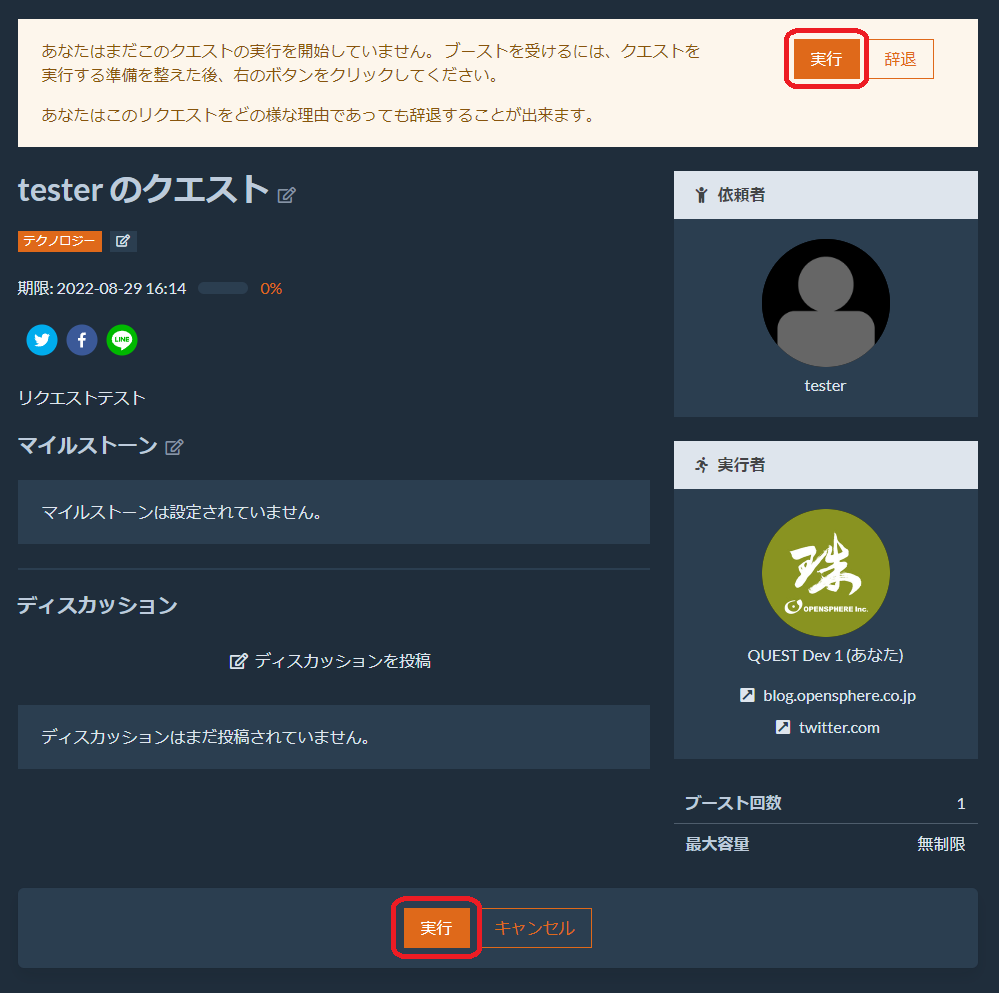 あなたはまだこのクエストの実行を開始していません。 ブーストを受けるには、クエストを
実行する準備を整えた後、右のボタンをクリックしてください。
あなたはこのリクエストをどの様な理由であっても辞退することが出来ます。
実行
辞退
tester のクエスト
テクノロジー
期限: 2022-08-29 16:14
0%
LINE
リクエストテスト
マイルストーン
マイルストーンは設定されていません。
ディスカッション
ディスカッションを投稿
ディスカッションはまだ投稿されていません。
依頼者
tester
実行者
珠
OPENSPHERE Inc.
QUEST Dev 1 (あなた)
blog.opensphere.co.jp
twitter.com
ブースト回数
1
最大容量
無制限
実行
キャンセル